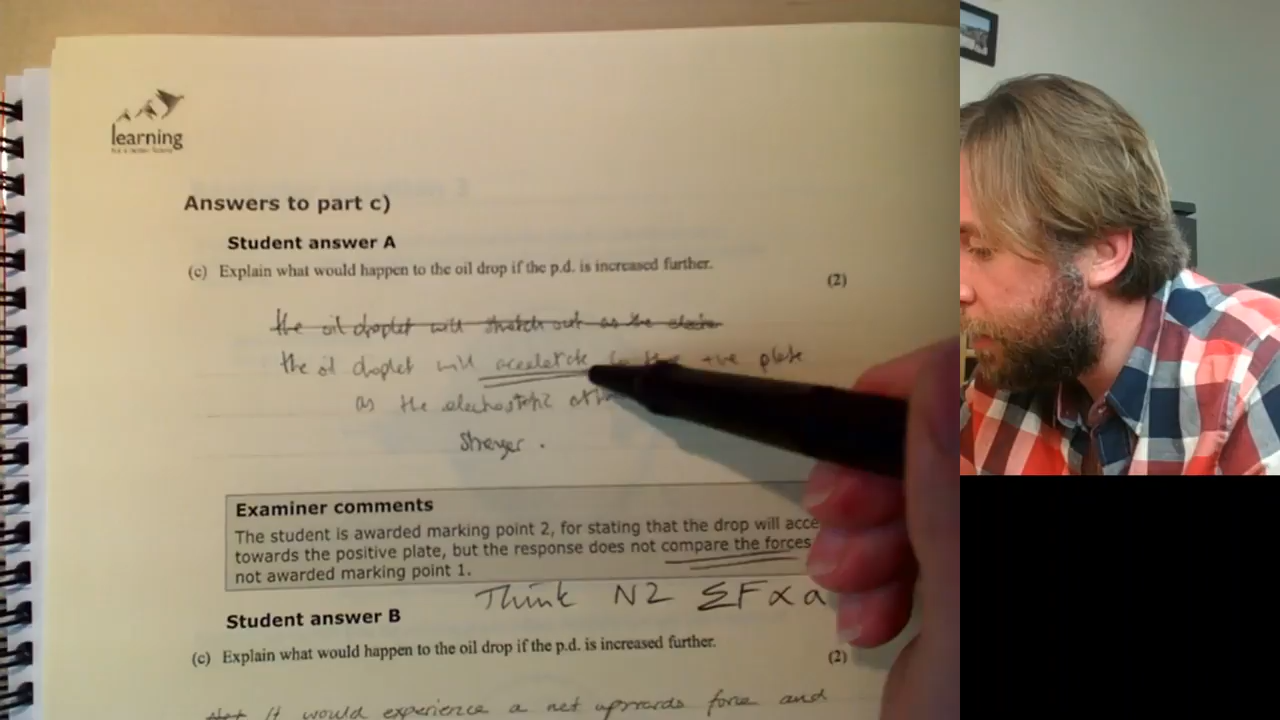 learning
Answers to part c)
Student answer A
(c) Explain what would happen to the oil drop if the p.d. is increased further.
(2)
the oil droplet will stretch out as the
the oil droplet will accelerate to the +ve plate
as the electrostatic
stronger .
Examiner comments
The student is awarded marking point 2, for stating that the drop will acce
towards the positive plate, but the response does not compare the forces
not awarded marking point 1.
Think N2 ΣF∝a
Student answer B
(c) Explain what would happen to the oil drop if the p.d. is increased further.
(2)
It would experience a net upwards force and